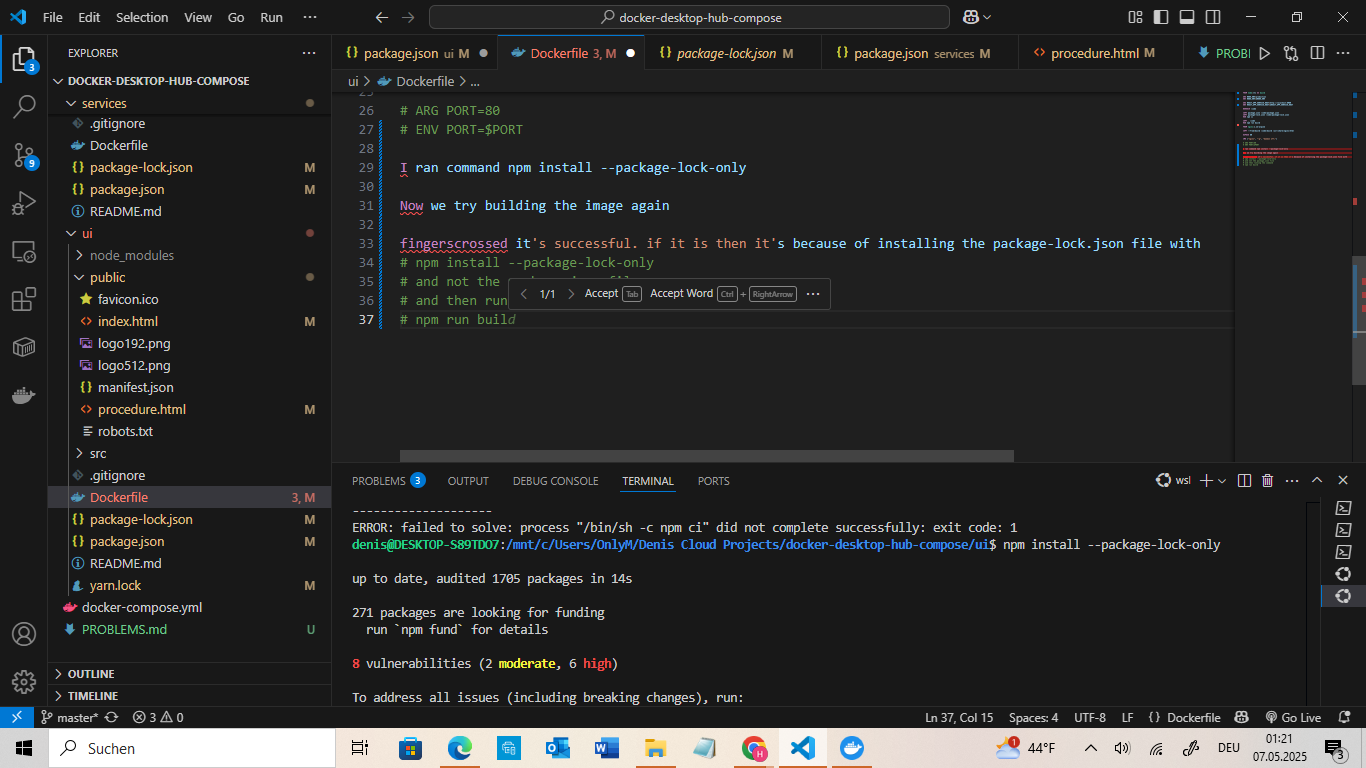 File Edit Selection View Go Run ··· docker-desktop-hub-compose
EXPLORER ···
DOCKER-DESKTOP-HUB-COMPOSE
services
.gitignore
Dockerfile
package-lock.json M
package.json M
README.md
ui
node_modules
public
favicon.ico
index.html M
logo192.png
logo512.png
manifest.json
procedure.html M
robots.txt
src
.gitignore
Dockerfile 3, M
package-lock.json M
package.json M
README.md
yarn.lock M
docker-compose.yml
PROBLEMS.md U
OUTLINE
TIMELINE
3
9
package.json ui M
Dockerfile 3, M
package-lock.json M
package.json services M
procedure.html M
PROBL
ui > Dockerfile > ...
26 # ARG PORT=80
27 # ENV PORT=$PORT
28
29 I ran command npm install --package-lock-only
30
31 Now we try building the image again
32
33 fingerscrossed it's successful. if it is then it's because of installing the package-lock.json file with
34 # npm install --package-lock-only
35 # and not the
36 # and then run
37 # npm run build
1/1 Accept Tab Accept Word Ctrl + RightArrow ···
PROBLEMS 3 OUTPUT DEBUG CONSOLE TERMINAL PORTS wsl
--------------------
ERROR: failed to solve: process "/bin/sh -c npm ci" did not complete successfully: exit code: 1
denis@DESKTOP-S89TDO7:/mnt/c/Users/OnlyM/Denis Cloud Projects/docker-desktop-hub-compose/ui$ npm install --package-lock-only
up to date, audited 1705 packages in 14s
271 packages are looking for funding
run `npm fund` for details
8 vulnerabilities (2 moderate, 6 high)
To address all issues (including breaking changes), run:
master* 3 0 Ln 37, Col 15 Spaces: 4 UTF-8 LF {} Dockerfile Go Live
Suchen 1 44°F DEU 01:21
07.05.2025 3